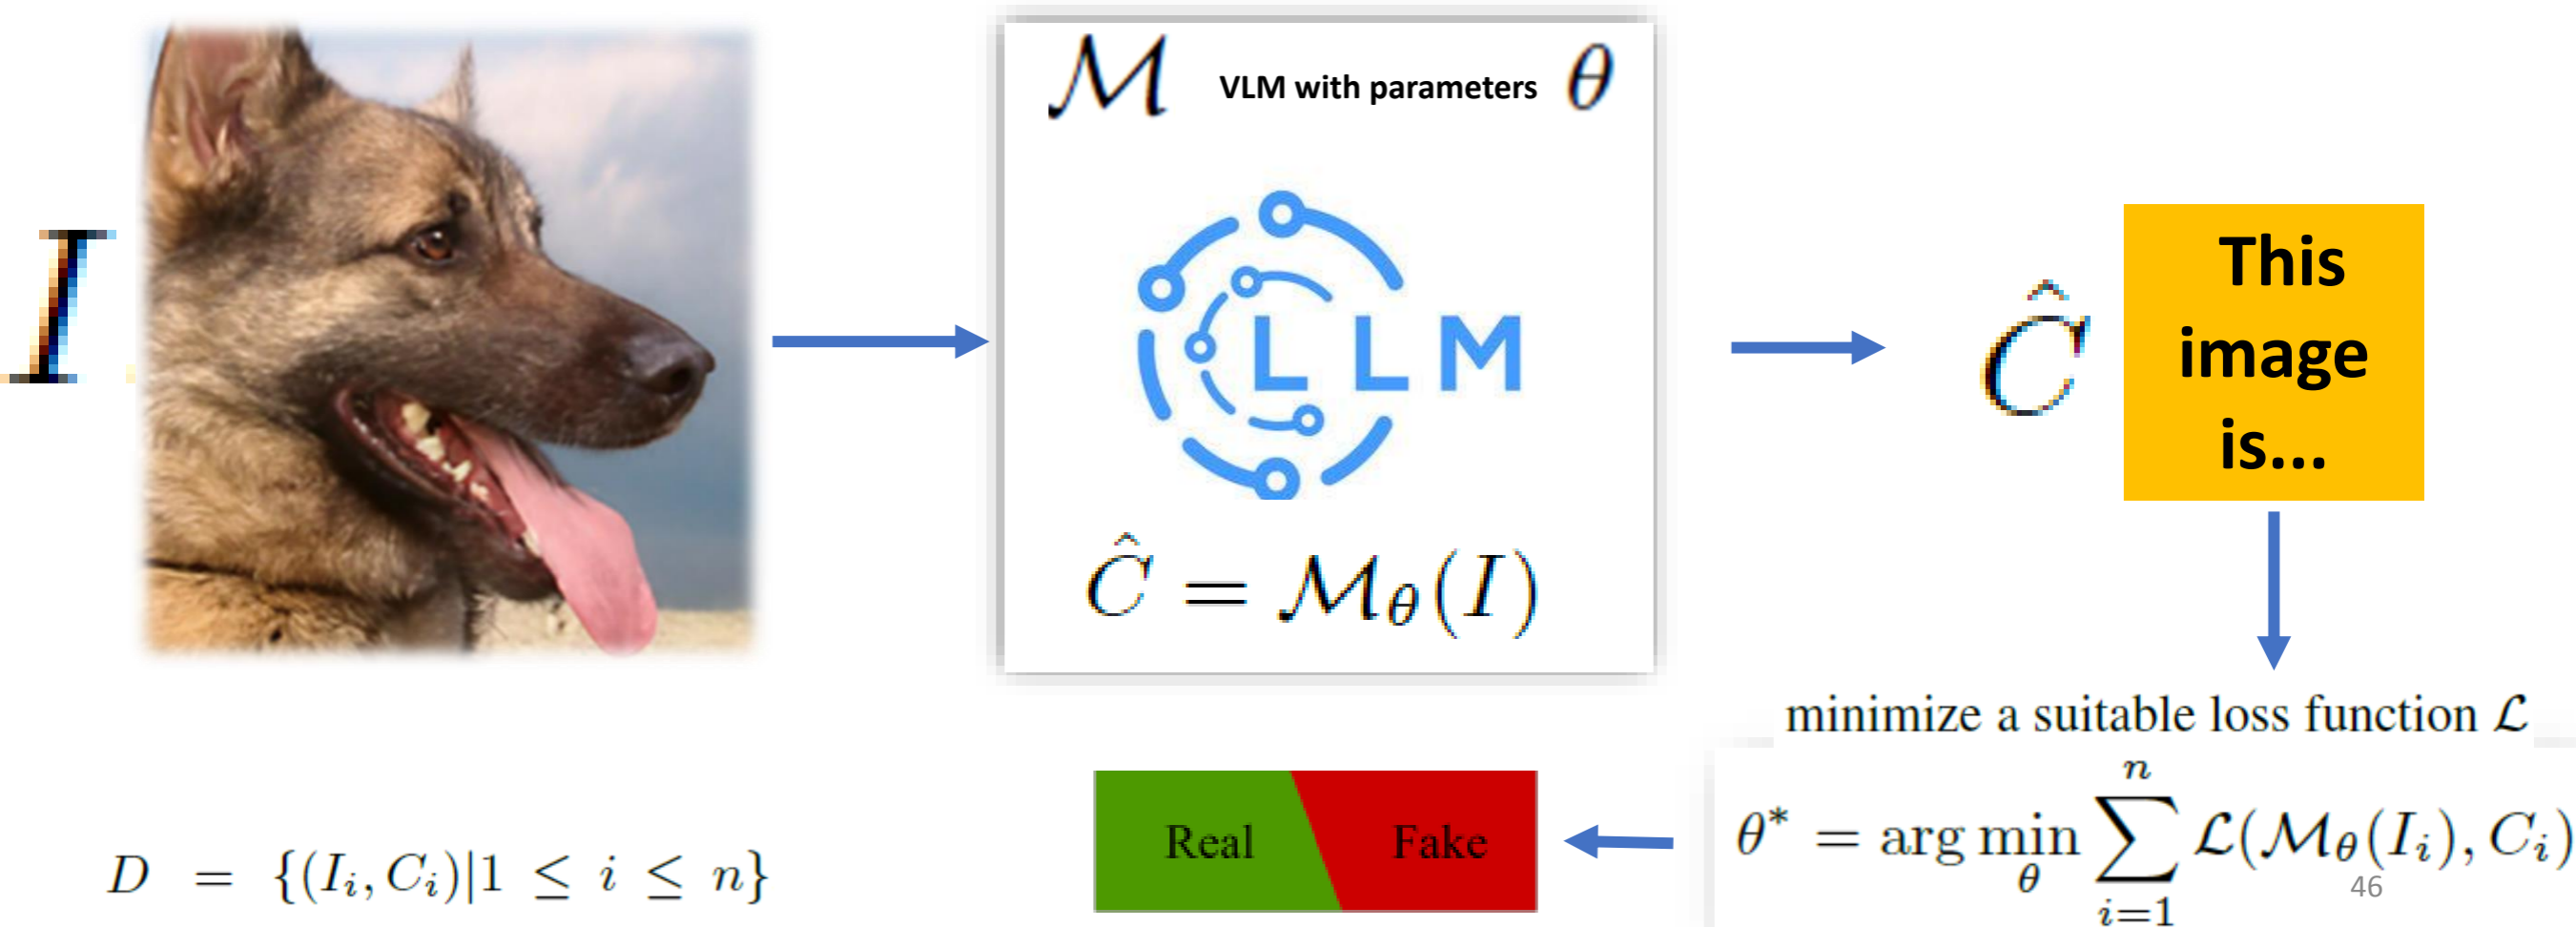 I
ℳ VLM with parameters θ
LLM
Ĉ = ℳ_θ(I)
Ĉ
This
image
is...
minimize a suitable loss function ℒ
θ* = arg min_θ ∑_{i=1}^{n} ℒ(ℳ_θ(I_i), C_i)
46
Real Fake
D = {(I_i, C_i)|1 ≤ i ≤ n}